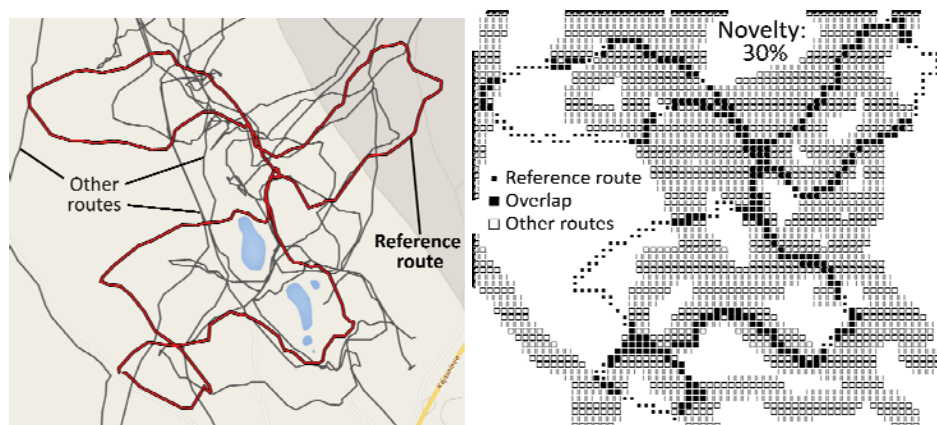 Other
routes
Reference
route
Novelty:
30%
Reference route
Overlap
Other routes